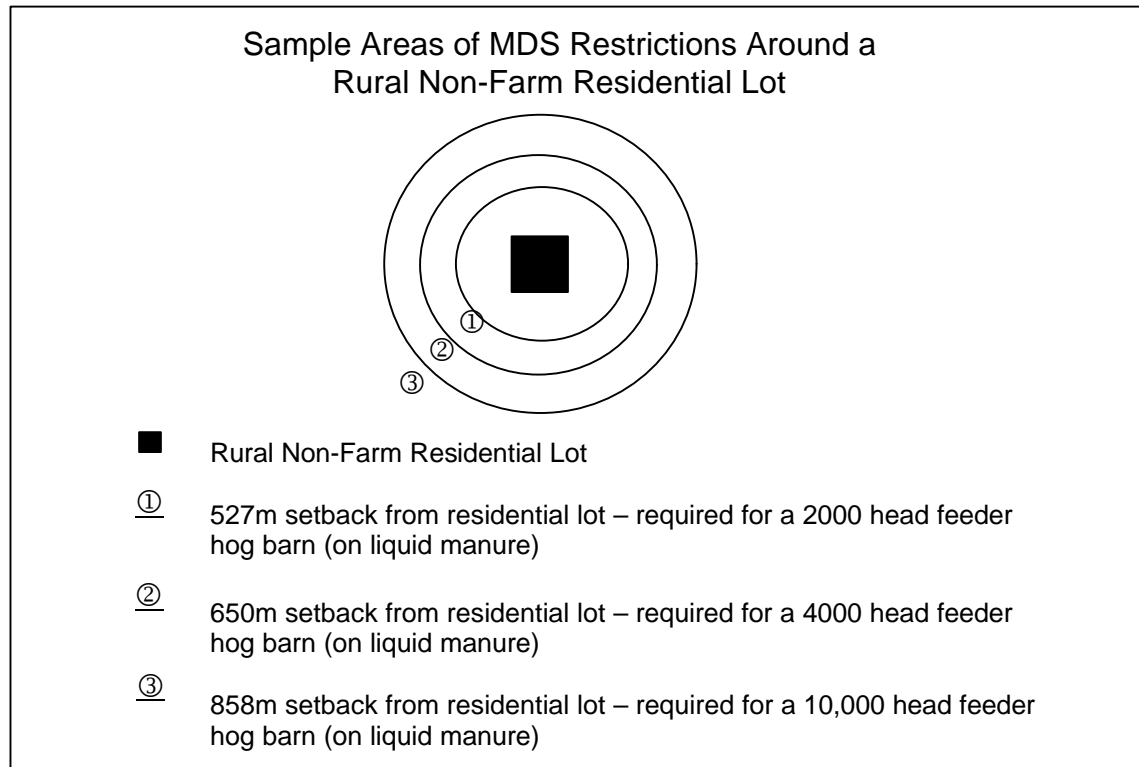 Sample Areas of MDS Restrictions Around a
Rural Non-Farm Residential Lot
①
②
③
Rural Non-Farm Residential Lot
① 527m setback from residential lot – required for a 2000 head feeder
hog barn (on liquid manure)
② 650m setback from residential lot – required for a 4000 head feeder
hog barn (on liquid manure)
③ 858m setback from residential lot – required for a 10,000 head feeder
hog barn (on liquid manure)